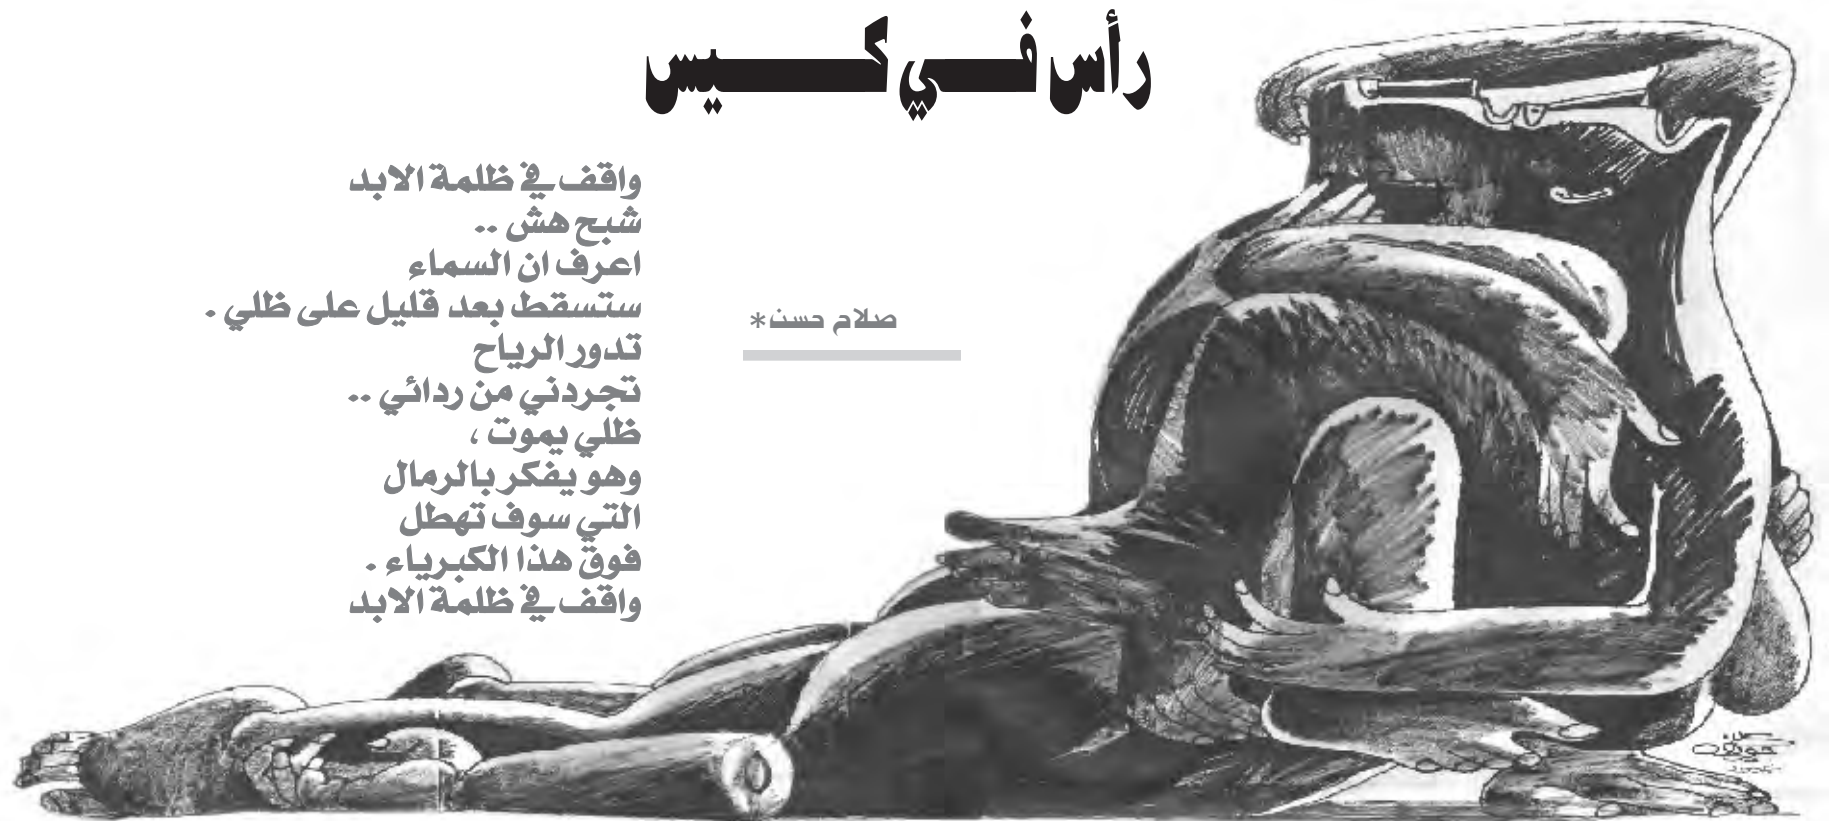 رأس في كيس
صلاح حسن*
واقف في ظلمة الابد
شبح هش ..
اعرف ان السماء
ستسقط بعد قليل على ظلي .
تدور الرياح
تجردني من ردائي ..
ظلي يموت ،
وهو يفكر بالرمال
التي سوف تهطل
فوق هذا الكبرياء .
واقف في ظلمة الابد